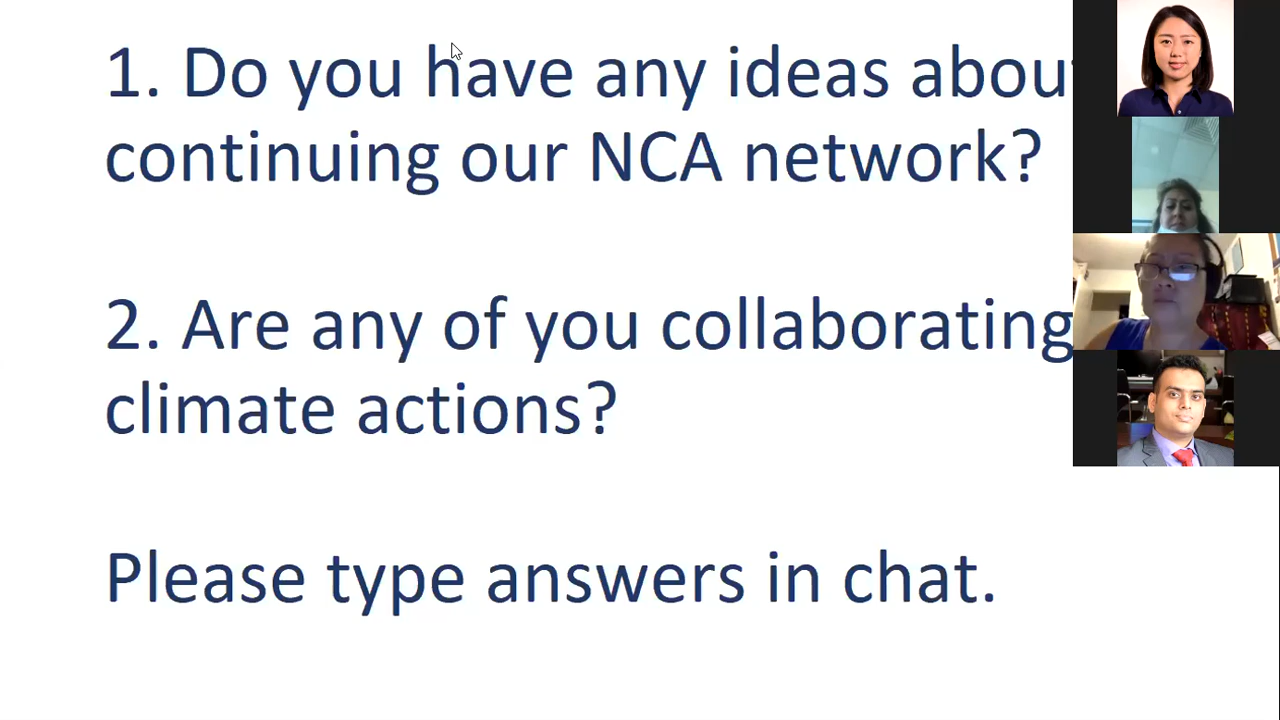 1. Do you have any ideas abou
continuing our NCA network?
2. Are any of you collaborating
climate actions?
Please type answers in chat.